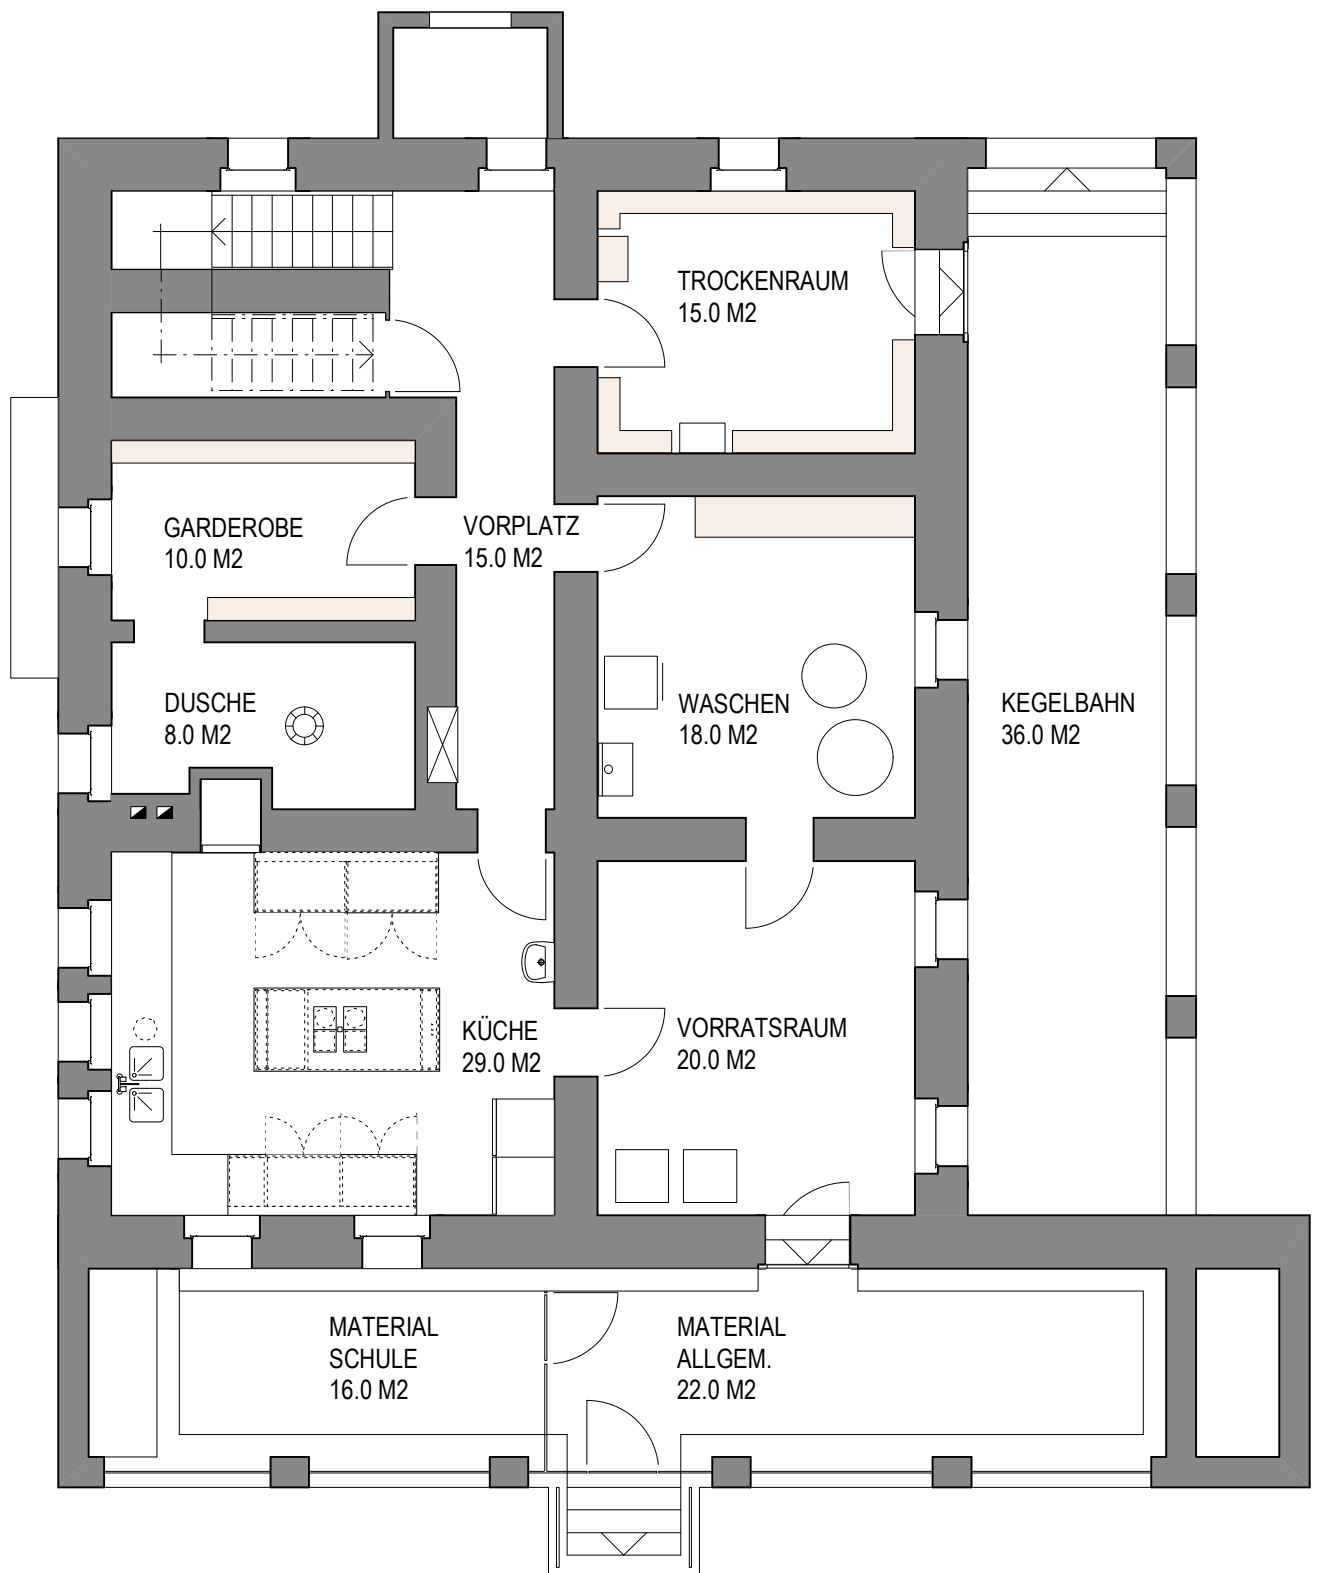 TROCKENRAUM
15.0 M2
GARDEROBE
10.0 M2
VORPLATZ
15.0 M2
DUSCHE
8.0 M2
WASCHEN
18.0 M2
KEGELBAHN
36.0 M2
KÜCHE
29.0 M2
VORRATSRAUM
20.0 M2
MATERIAL
SCHULE
16.0 M2
MATERIAL
ALLGEM.
22.0 M2